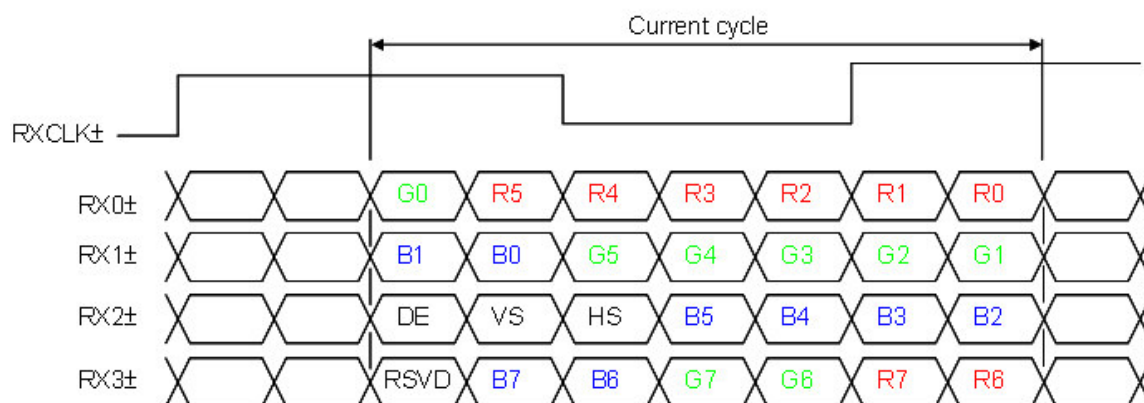 Current cycle
RXCLK±
RX0± G0 R5 R4 R3 R2 R1 R0
RX1± B1 B0 G5 G4 G3 G2 G1
RX2± DE VS HS B5 B4 B3 B2
RX3± RSVD B7 B6 G7 G6 R7 R6